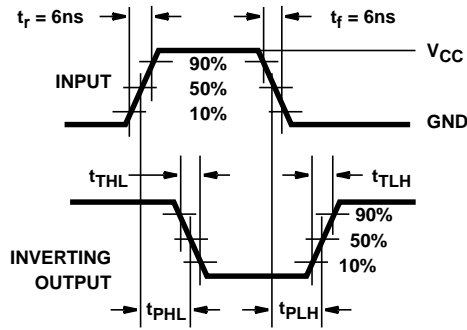 tr = 6ns
tf = 6ns
VCC
90%
INPUT
50%
10%
GND
tTHL
tTLH
90%
50%
INVERTING
OUTPUT
10%
tPHL
tPLH